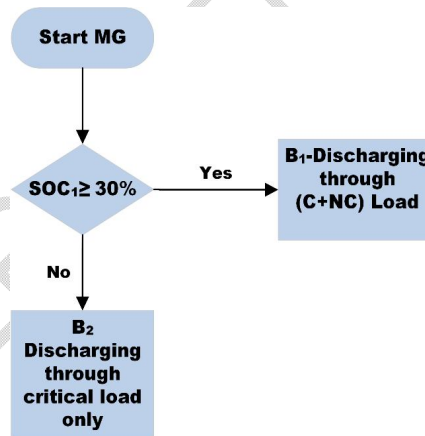 Start MG
SOC₁≥ 30%
Yes
B₁-Discharging
through
(C+NC) Load
No
B₂
Discharging
through
critical load
only